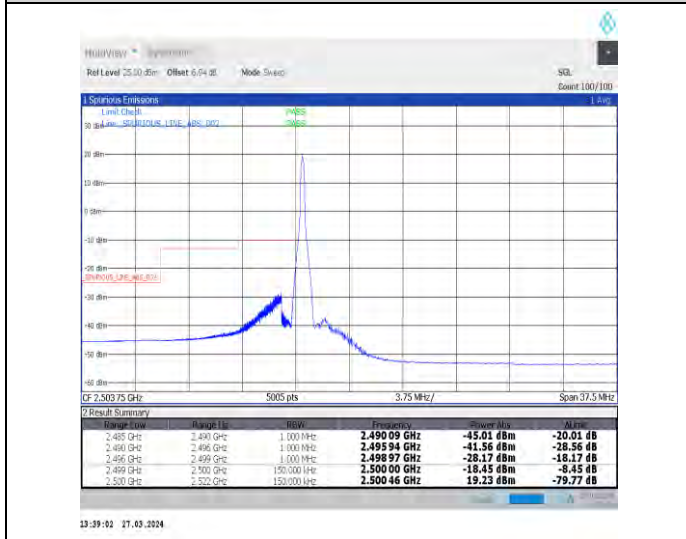 MultiView Spectrum
Ref Level 25.00 dBm Offset 6.94 dB Mode Sweep SGL
Count 100/100
1 Spurious Emissions 1 Avg
Limit Check PASS
Line _SPURIOUS_LINE_ABS_002 PASS
30 dBm
20 dBm
10 dBm
0 dBm
-10 dBm
-20 dBm
_SPURIOUS_LINE_ABS_002
-30 dBm
-40 dBm
-50 dBm
-60 dBm
CF 2.50375 GHz 5005 pts 3.75 MHz/ Span 37.5 MHz
2 Result Summary
Range Low Range Up RBW Frequency Power Abs ΔLimit
2.485 GHz 2.490 GHz 1.000 MHz 2.490 09 GHz -45.01 dBm -20.01 dB
2.490 GHz 2.496 GHz 1.000 MHz 2.495 94 GHz -41.56 dBm -28.56 dB
2.496 GHz 2.499 GHz 1.000 MHz 2.498 97 GHz -28.17 dBm -18.17 dB
2.499 GHz 2.500 GHz 150.000 kHz 2.500 00 GHz -18.45 dBm -8.45 dB
2.500 GHz 2.522 GHz 150.000 kHz 2.500 46 GHz 19.23 dBm -79.77 dB
13:39:02 27.03.2024